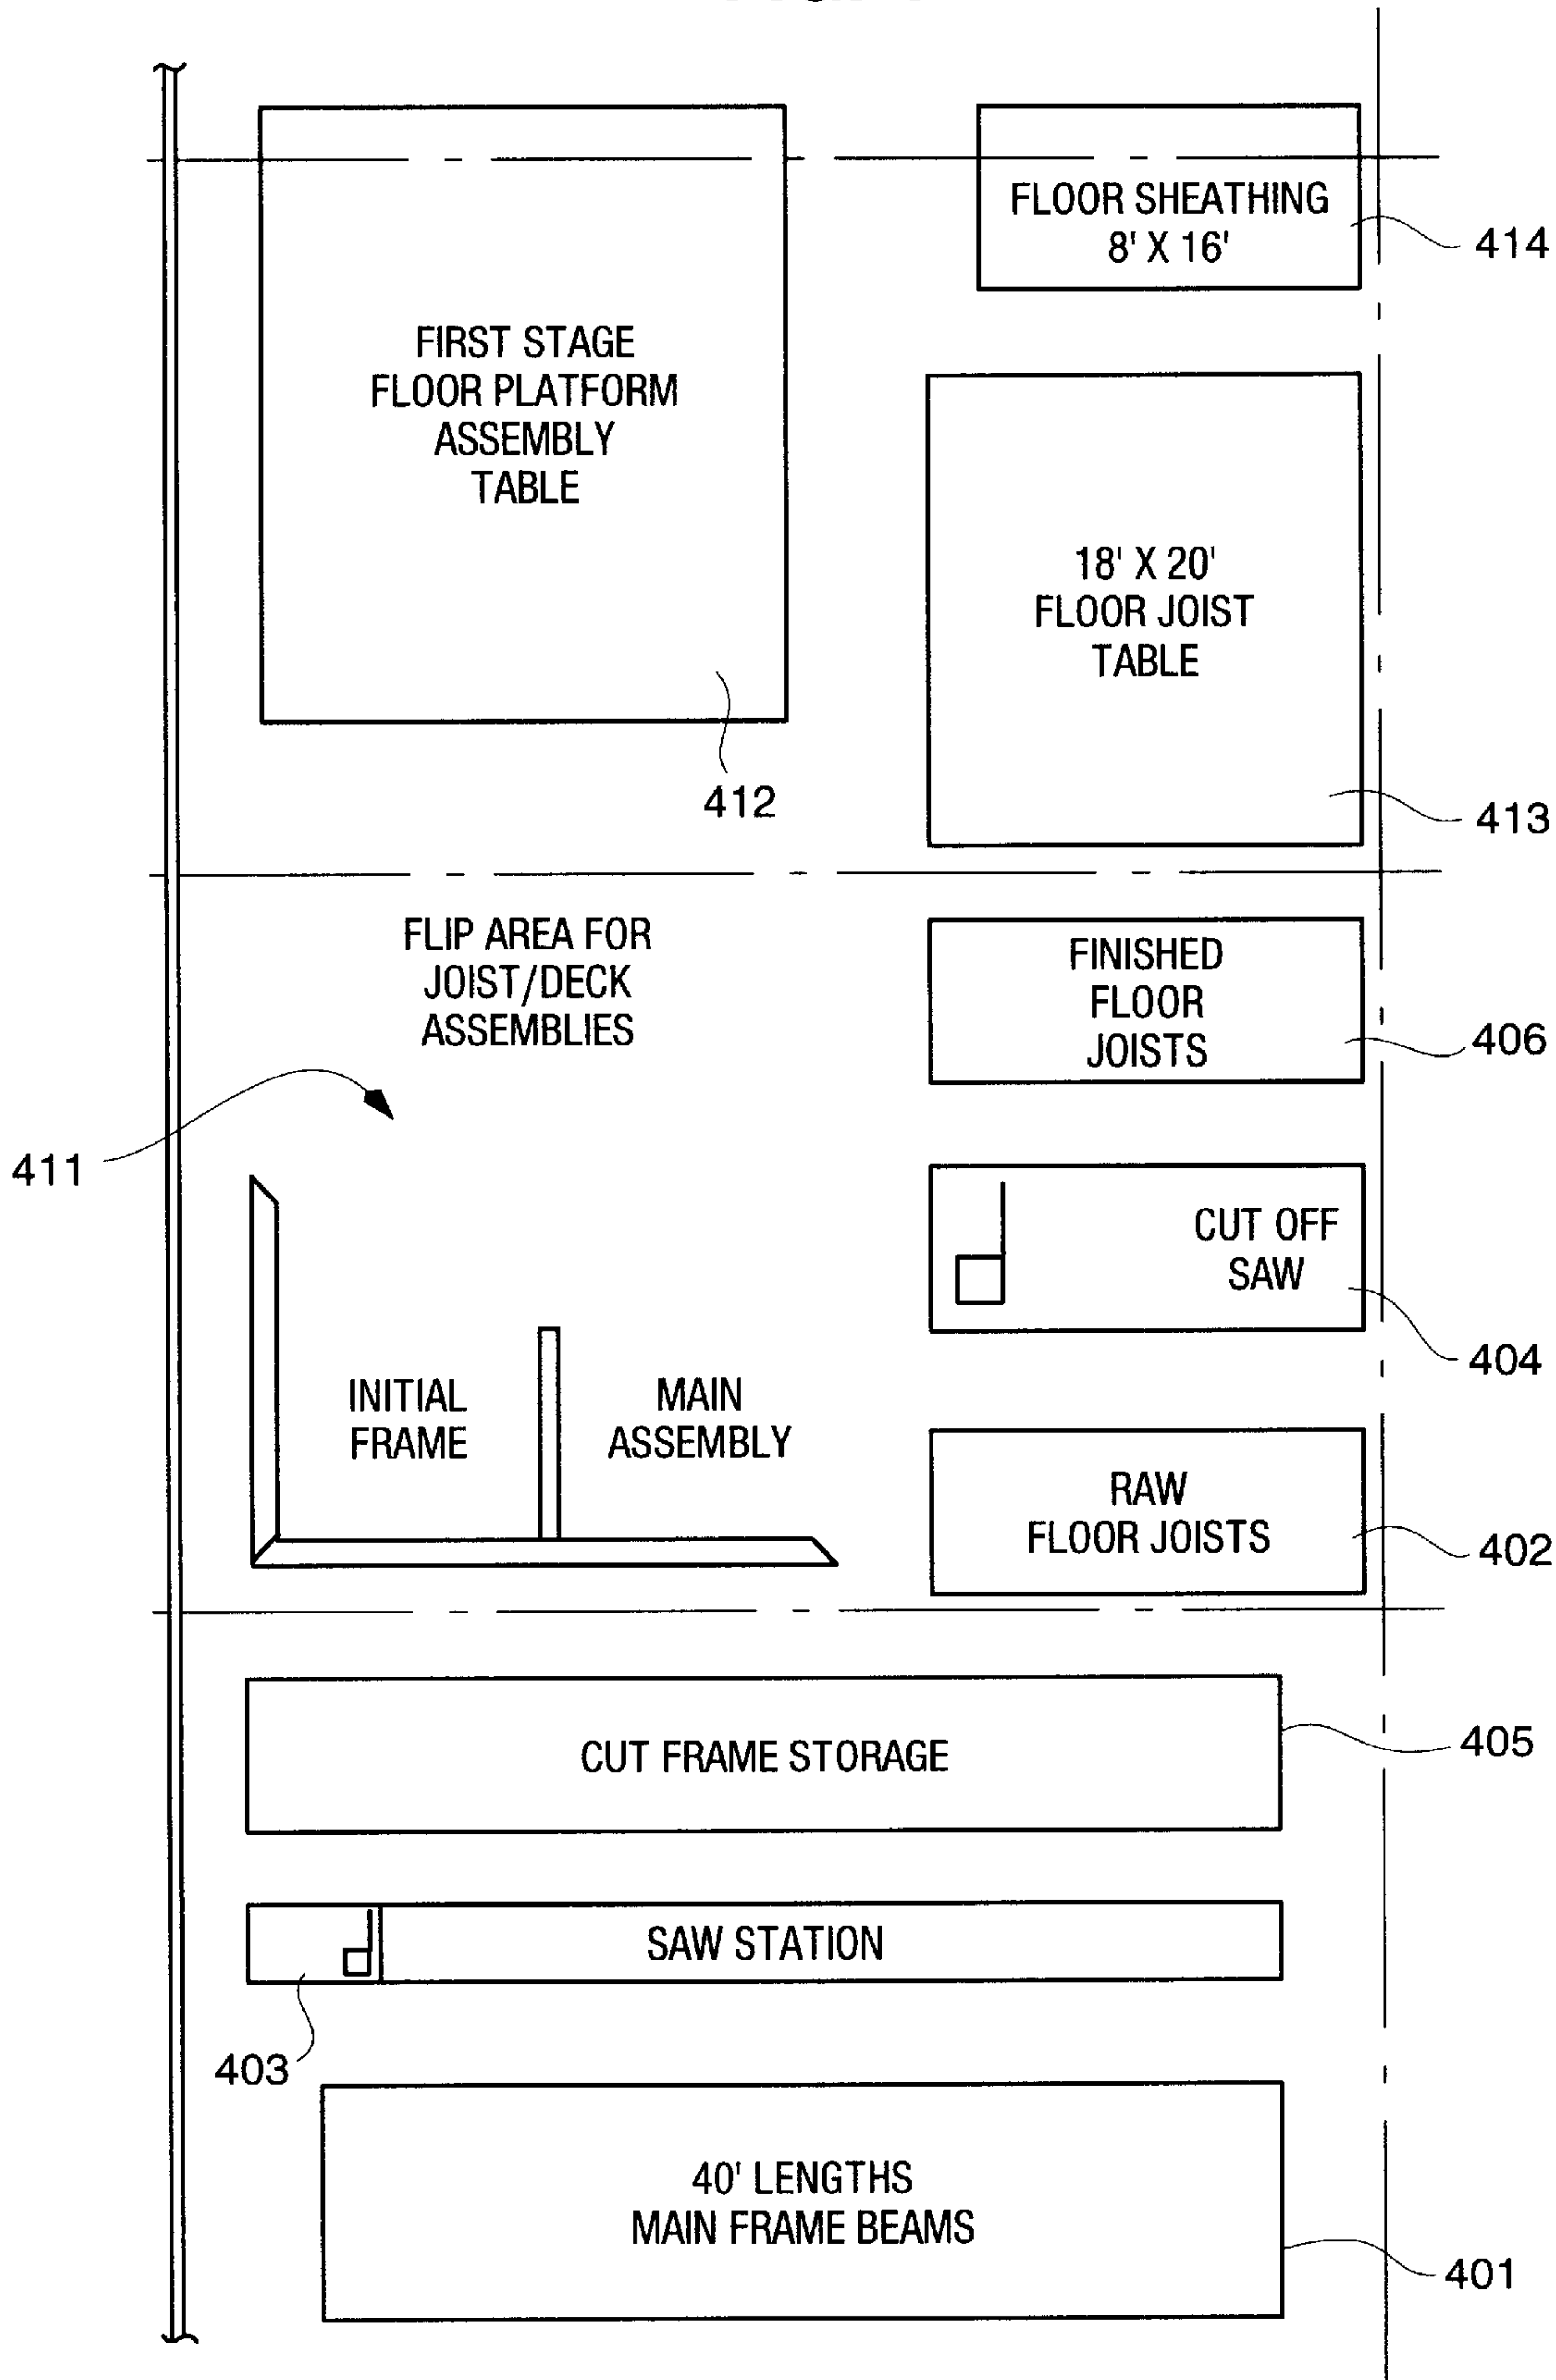 FLOOR SHEATHING
8' X 16'
414
FIRST STAGE
FLOOR PLATFORM
ASSEMBLY
TABLE
412
18' X 20'
FLOOR JOIST
TABLE
413
FLIP AREA FOR
JOIST/DECK
ASSEMBLIES
411
FINISHED
FLOOR
JOISTS
406
CUT OFF
SAW
404
INITIAL
FRAME
MAIN
ASSEMBLY
RAW
FLOOR JOISTS
402
CUT FRAME STORAGE
405
SAW STATION
403
40' LENGTHS
MAIN FRAME BEAMS
401